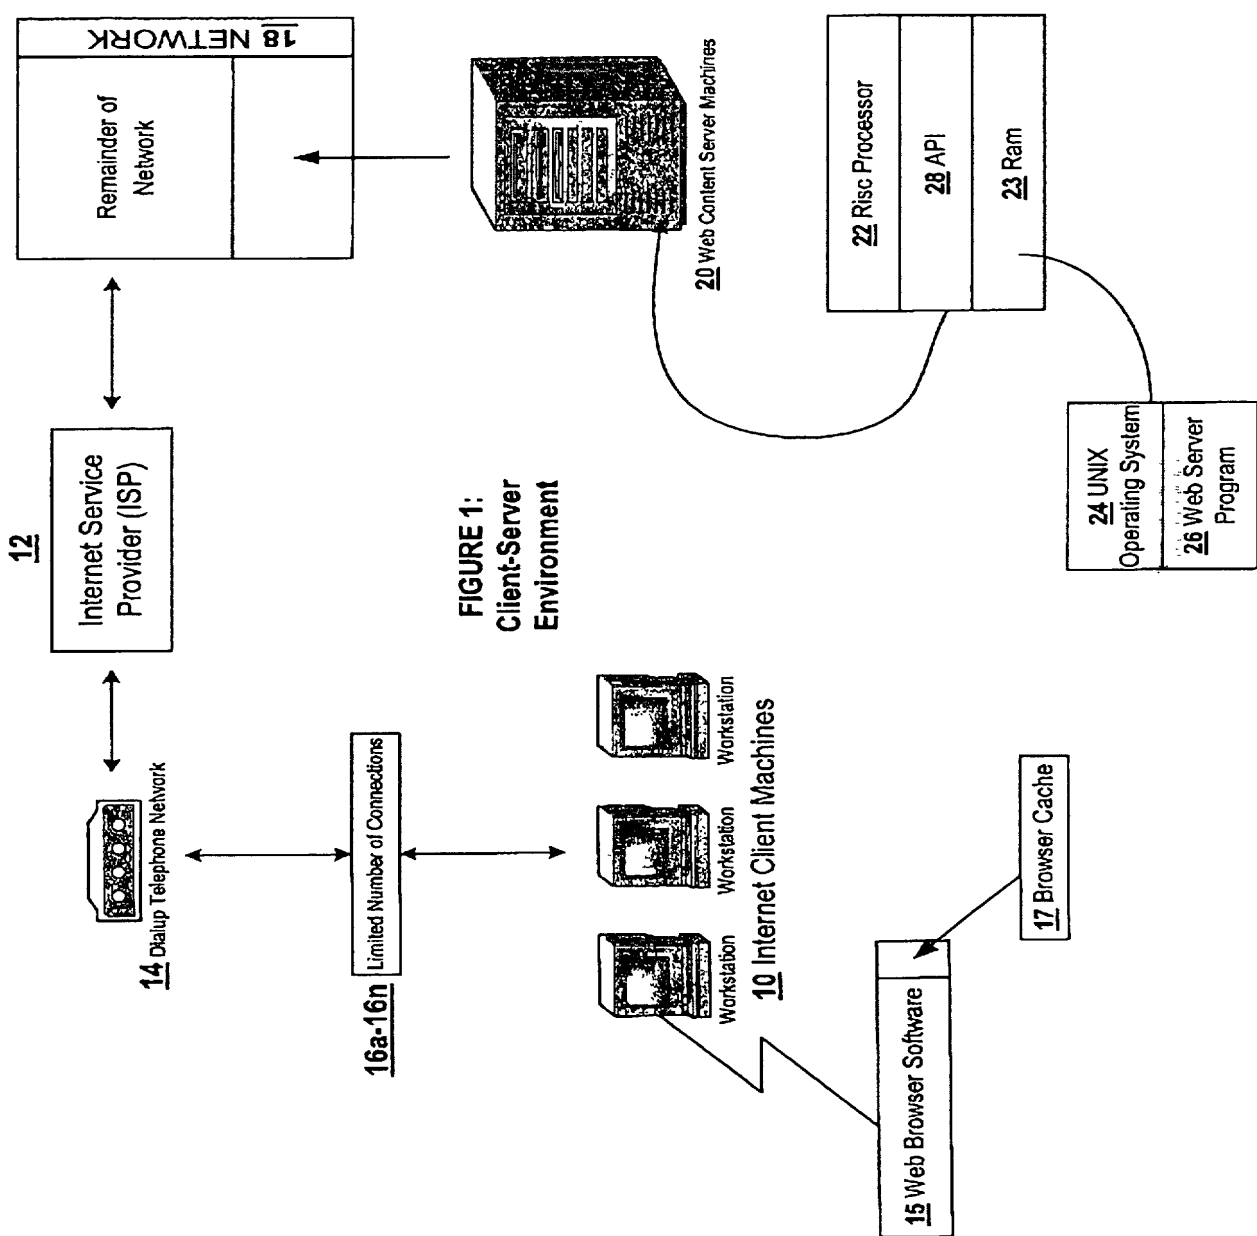 12
Internet Service
Provider (ISP)
Remainder of
Network
18 NETWORK
14 Dialup Telephone Network
16a-16n
Limited Number of Connections
FIGURE 1:
Client-Server
Environment
Workstation
Workstation
Workstation
10 Internet Client Machines
20 Web Content Server Machines
15 Web Browser Software
17 Browser Cache
22 Risc Processor
28 API
23 Ram
24 UNIX
Operating System
26 Web Server
Program